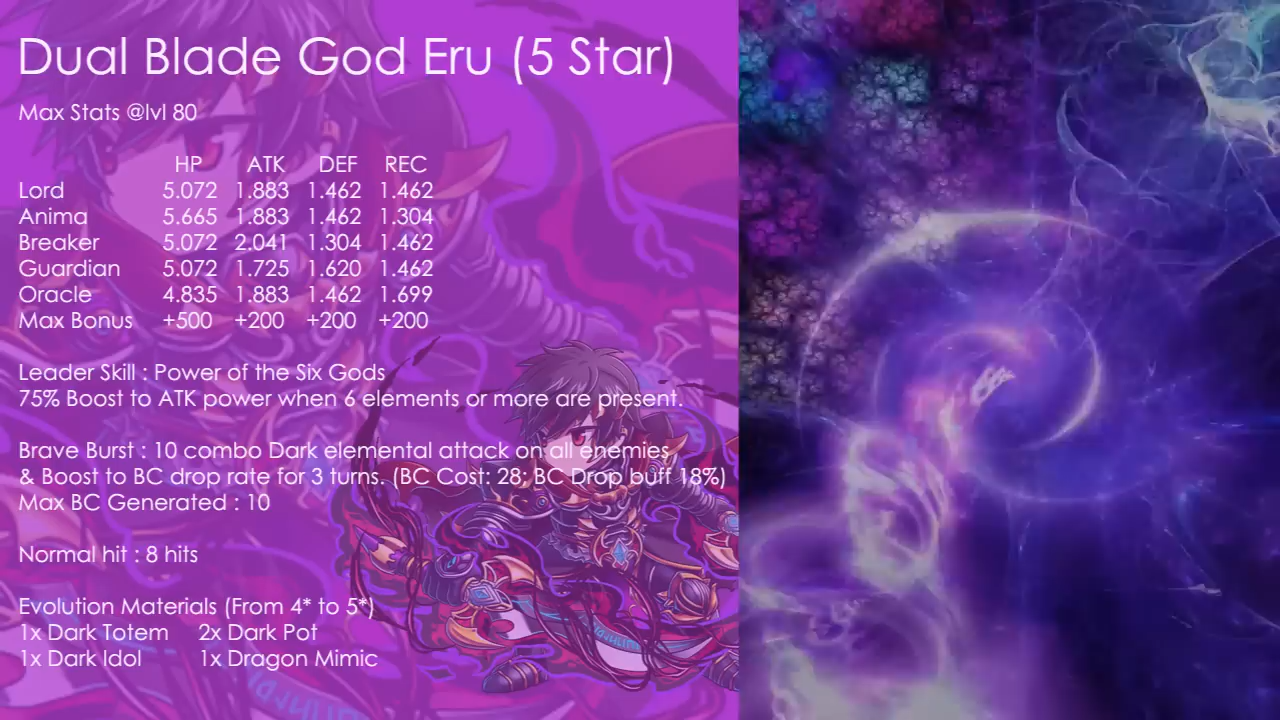 Dual Blade God Eru (5 Star)
Max Stats @lvl 80
HP ATK DEF REC
Lord 5.072 1.883 1.462 1.462
Anima 5.665 1.883 1.462 1.304
Breaker 5.072 2.041 1.304 1.462
Guardian 5.072 1.725 1.620 1.462
Oracle 4.835 1.883 1.462 1.699
Max Bonus +500 +200 +200 +200
Leader Skill : Power of the Six Gods
75% Boost to ATK power when 6 elements or more are present.
Brave Burst : 10 combo Dark elemental attack on all enemies
& Boost to BC drop rate for 3 turns. (BC Cost: 28; BC Drop buff 18%)
Max BC Generated : 10
Normal hit : 8 hits
Evolution Materials (From 4* to 5*)
1x Dark Totem 2x Dark Pot
1x Dark Idol 1x Dragon Mimic